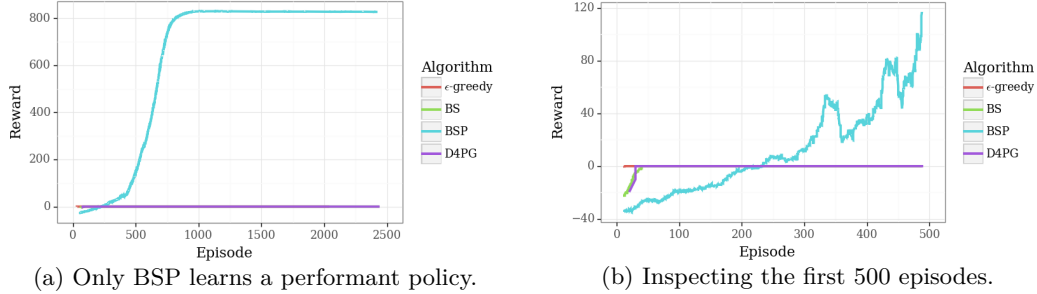 800
600
400
200
0
Reward
0
500
1000
1500
2000
2500
Episode
Algorithm
ϵ-greedy
BS
BSP
D4PG
(a) Only BSP learns a performant policy.
120
80
40
0
−40
Reward
0
100
200
300
400
500
Episode
Algorithm
ϵ-greedy
BS
BSP
D4PG
(b) Inspecting the first 500 episodes.